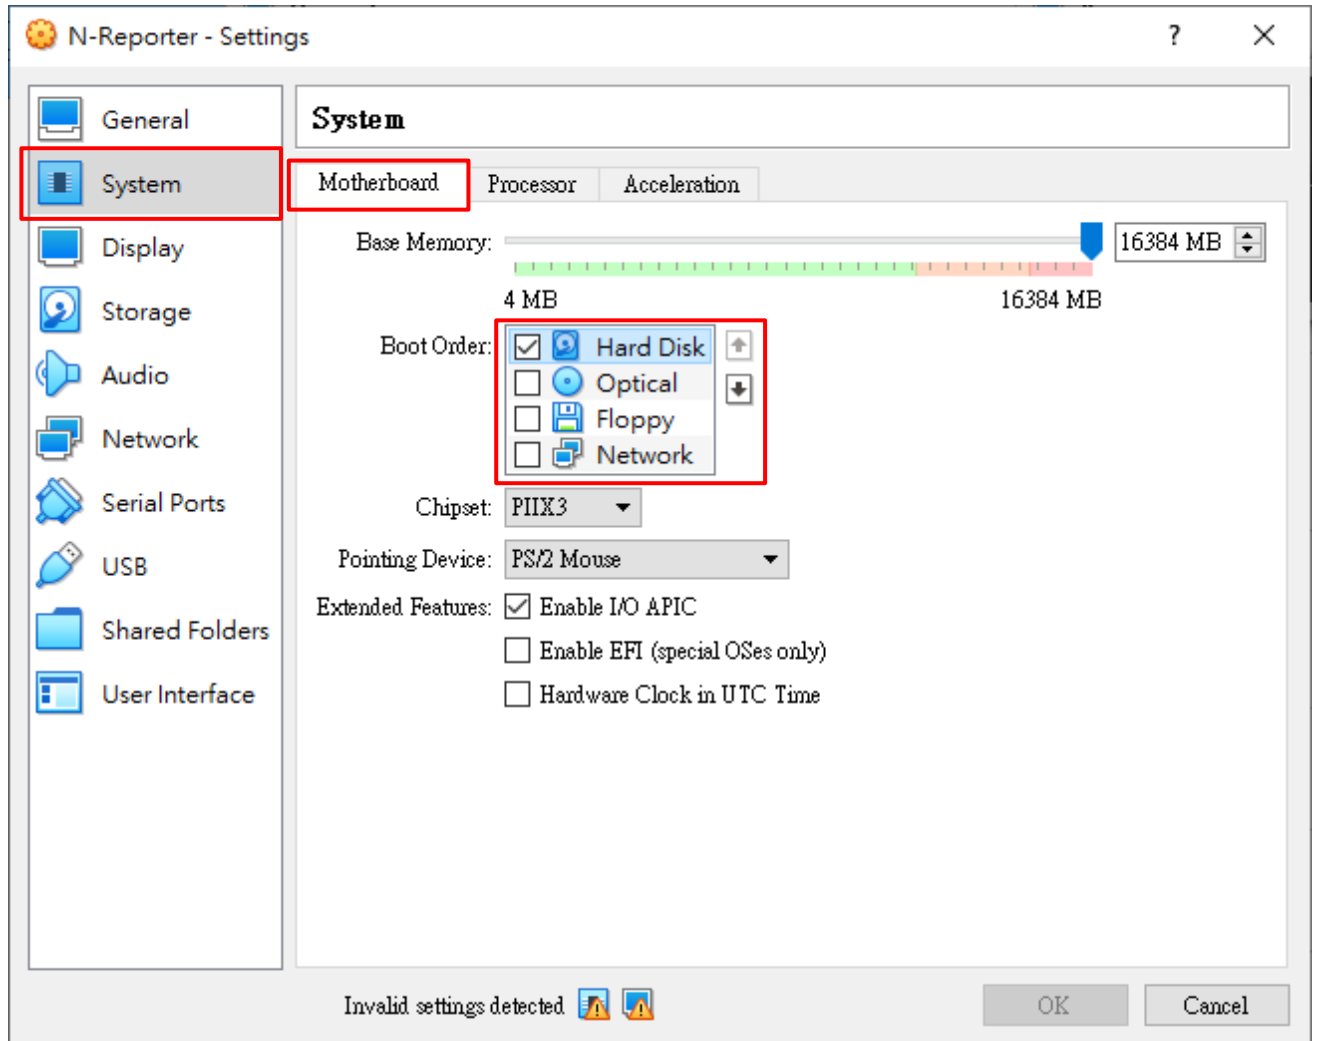 N-Reporter - Settings
?
General
System
Display
Storage
Audio
Network
Serial Ports
USB
Shared Folders
User Interface
System
Motherboard Processor Acceleration
Base Memory: 16384 MB
4 MB 16384 MB
Boot Order: Hard Disk
Optical
Floppy
Network
Chipset: PIIX3
Pointing Device: PS/2 Mouse
Extended Features: Enable I/O APIC
Enable EFI (special OSes only)
Hardware Clock in UTC Time
Invalid settings detected
OK Cancel